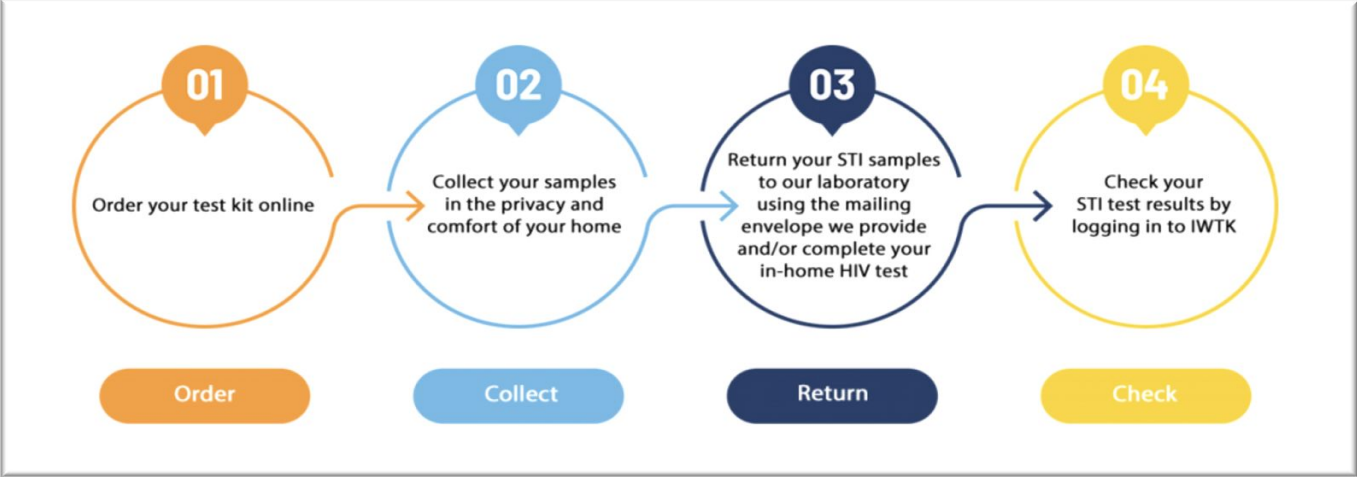 01
Order your test kit online
Order
02
Collect your samples
in the privacy and
comfort of your home
Collect
03
Return your STI samples
to our laboratory
using the mailing
envelope we provide
and/or complete your
in-home HIV test
Return
04
Check your
STI test results by
logging in to IWTK
Check